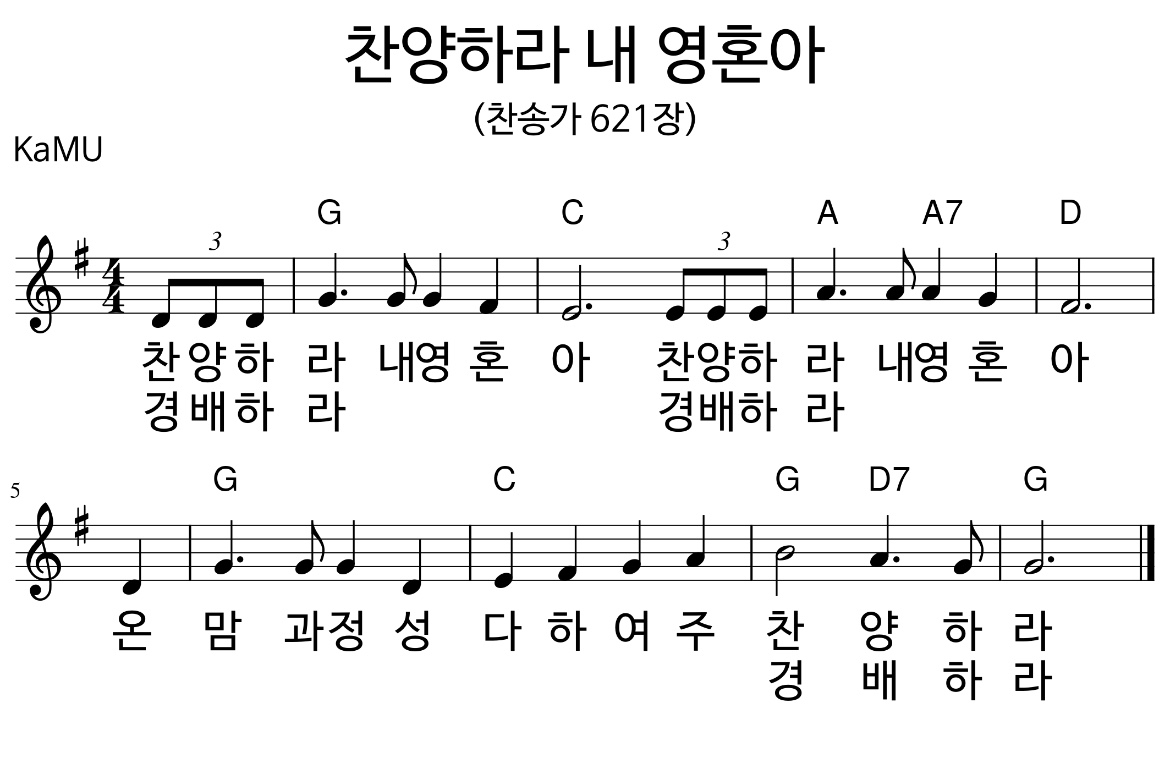 찬양하라 내 영혼아
(찬송가 621장)
KaMU
G C A A7 D
3 3
4
4
찬양하 라 내영 혼 아 찬양하 라 내영 혼 아
경배하 라 경배하 라
5
G C G D7 G
온 맘 과정 성 다 하 여 주 찬 양 하 라
경 배 하 라